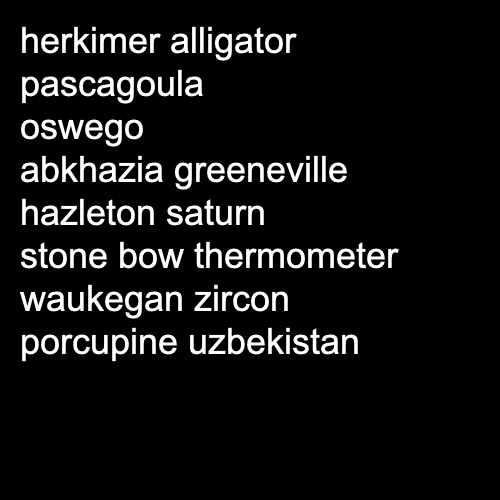 herkimer alligator
pascagoula
oswego
abkhazia greeneville
hazleton saturn
stone bow thermometer
waukegan zircon
porcupine uzbekistan